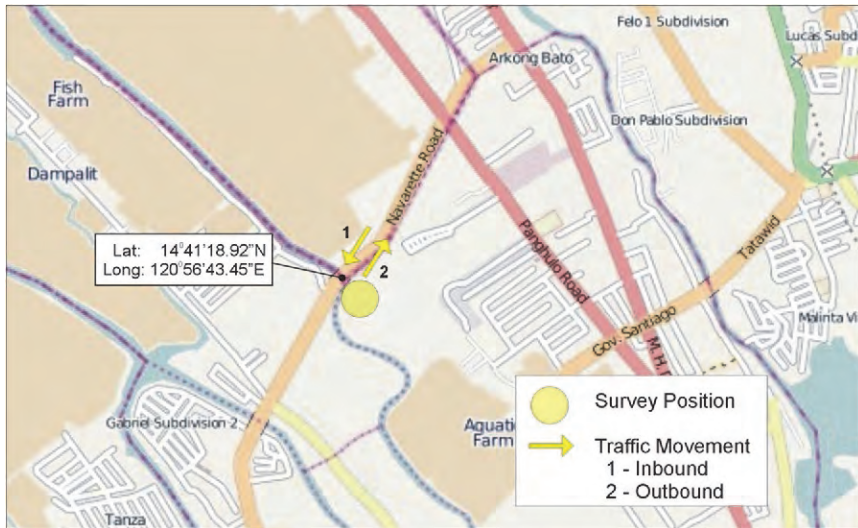 Felo 1 Subdivision
Lucas Subd
Arkong Bato
Fish
Farm
Don Pablo Subdivision
Dampalit
Navarette Road
1
2
Lat: 14°41'18.92"N
Long: 120°56'43.45"E
Panghulo Road
Tatawid
Gov. Santiago
M. H.
Malinta Vi
Gabriel Subdivision 2
Aquatic
Farm
Tanza
Survey Position
Traffic Movement
1 - Inbound
2 - Outbound